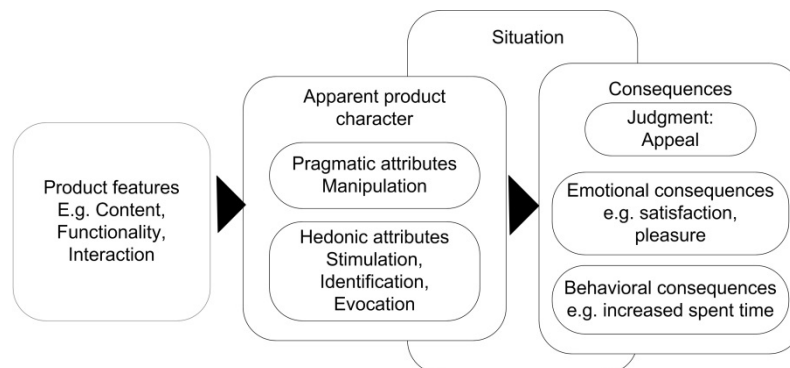 Situation
Product features
E.g. Content,
Functionality,
Interaction
Apparent product
character
Pragmatic attributes
Manipulation
Hedonic attributes
Stimulation,
Identification,
Evocation
Consequences
Judgment:
Appeal
Emotional consequences
e.g. satisfaction,
pleasure
Behavioral consequences
e.g. increased spent time